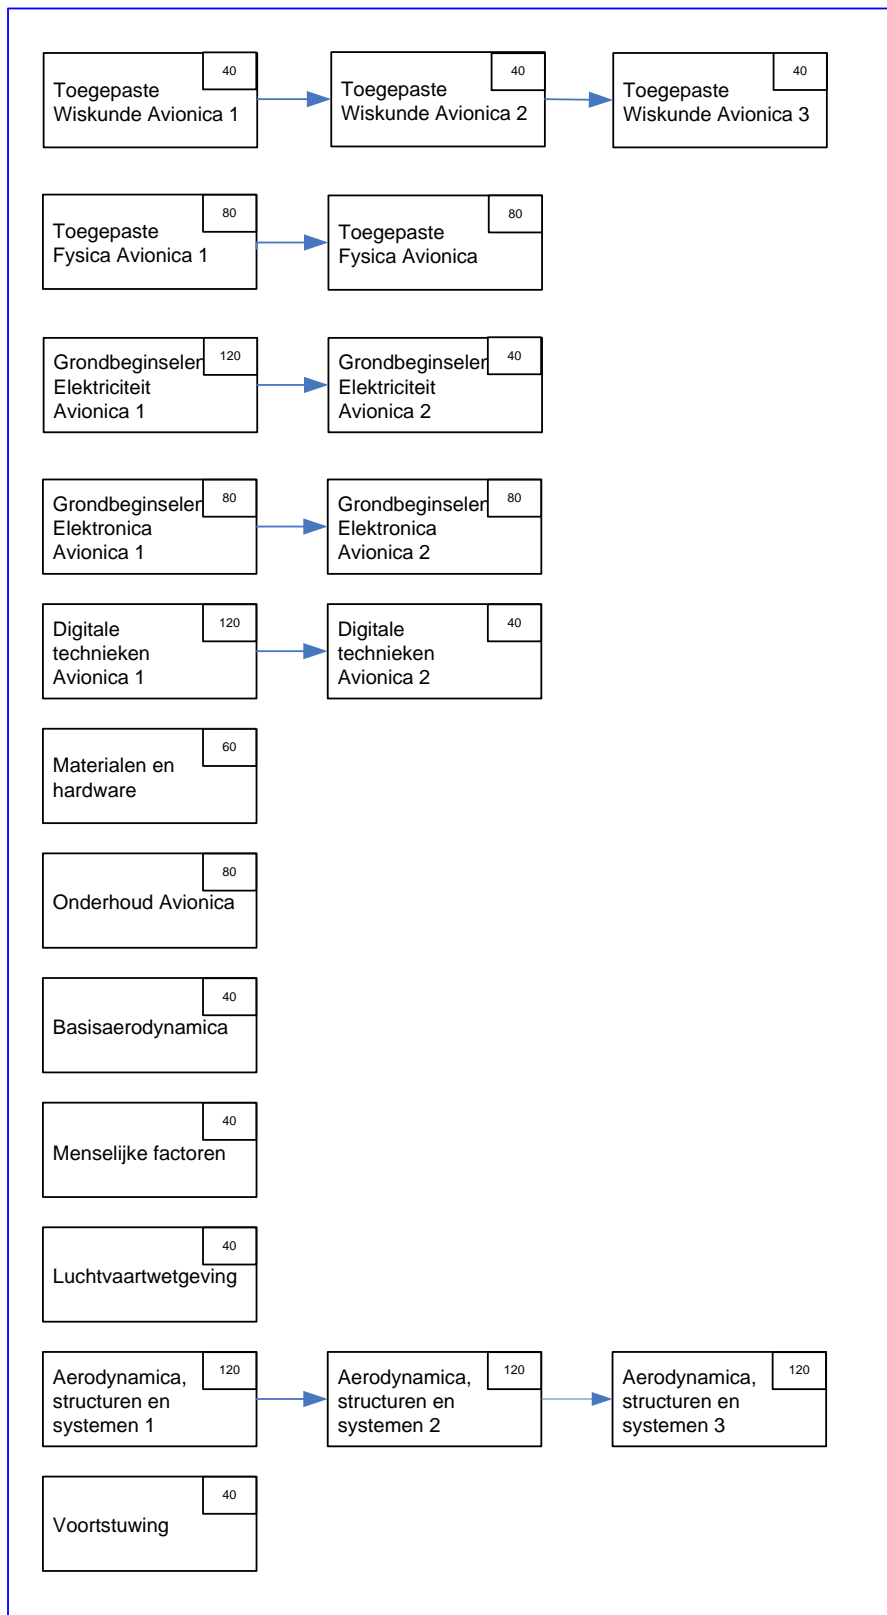 40
Toegepaste
Wiskunde Avionica 1
40
Toegepaste
Wiskunde Avionica 2
40
Toegepaste
Wiskunde Avionica 3
80
Toegepaste
Fysica Avionica 1
80
Toegepaste
Fysica Avionica
120
Grondbeginselen
Elektriciteit
Avionica 1
40
Grondbeginselen
Elektriciteit
Avionica 2
80
Grondbeginselen
Elektronica
Avionica 1
80
Grondbeginselen
Elektronica
Avionica 2
120
Digitale
technieken
Avionica 1
40
Digitale
technieken
Avionica 2
60
Materialen en
hardware
80
Onderhoud Avionica
40
Basisaerodynamica
40
Menselijke factoren
40
Luchtvaartwetgeving
120
Aerodynamica,
structuren en
systemen 1
120
Aerodynamica,
structuren en
systemen 2
120
Aerodynamica,
structuren en
systemen 3
40
Voortstuwing